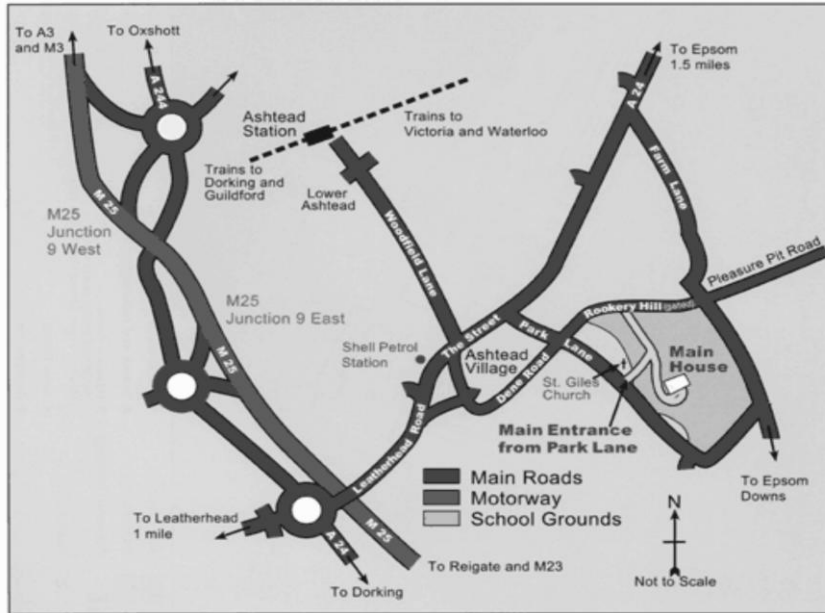 To A3
and M3
To Oxshott
A 244
To Epsom
1.5 miles
A 24
Ashtead
Station
Trains to
Victoria and Waterloo
Trains to
Dorking and
Guildford
Lower
Ashtead
Farm Lane
M 25
M25
Junction
9 West
Woodfield Lane
Pleasure Pit Road
M25
Junction 9 East
Rookery Hill (gated)
M 25
Shell Petrol
Station
The Street
Park Lane
Ashtead
Village
Dene Road
St. Giles
Church
Main
House
Leatherhead Road
Main Entrance
from Park Lane
Main Roads
Motorway
School Grounds
To Epsom
Downs
To Leatherhead
1 mile
A 24
M 25
N
To Reigate and M23
To Dorking
Not to Scale